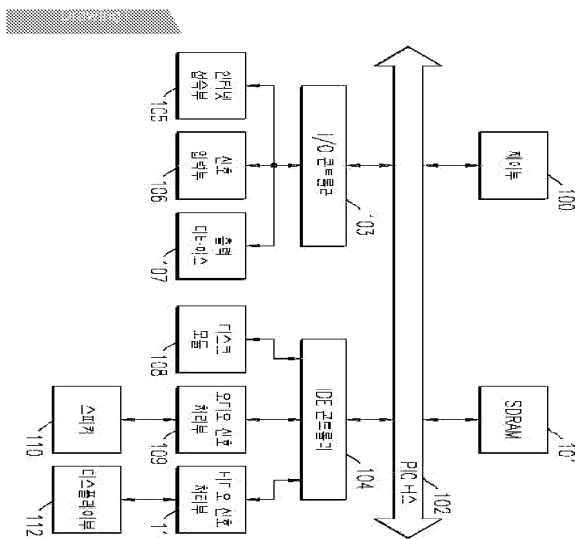 Drawing
제어부
100
SDRAM
PIC 버스
102
I/O 콘트롤러
103
IDE 콘트롤러
104
인터넷
접속부
105
신호
입력부
106
출력
디바이스
107
디스크
모듈
108
오디오 신호
처리부
109
비디오 신호
처리부
스피커
110
디스플레이부
112